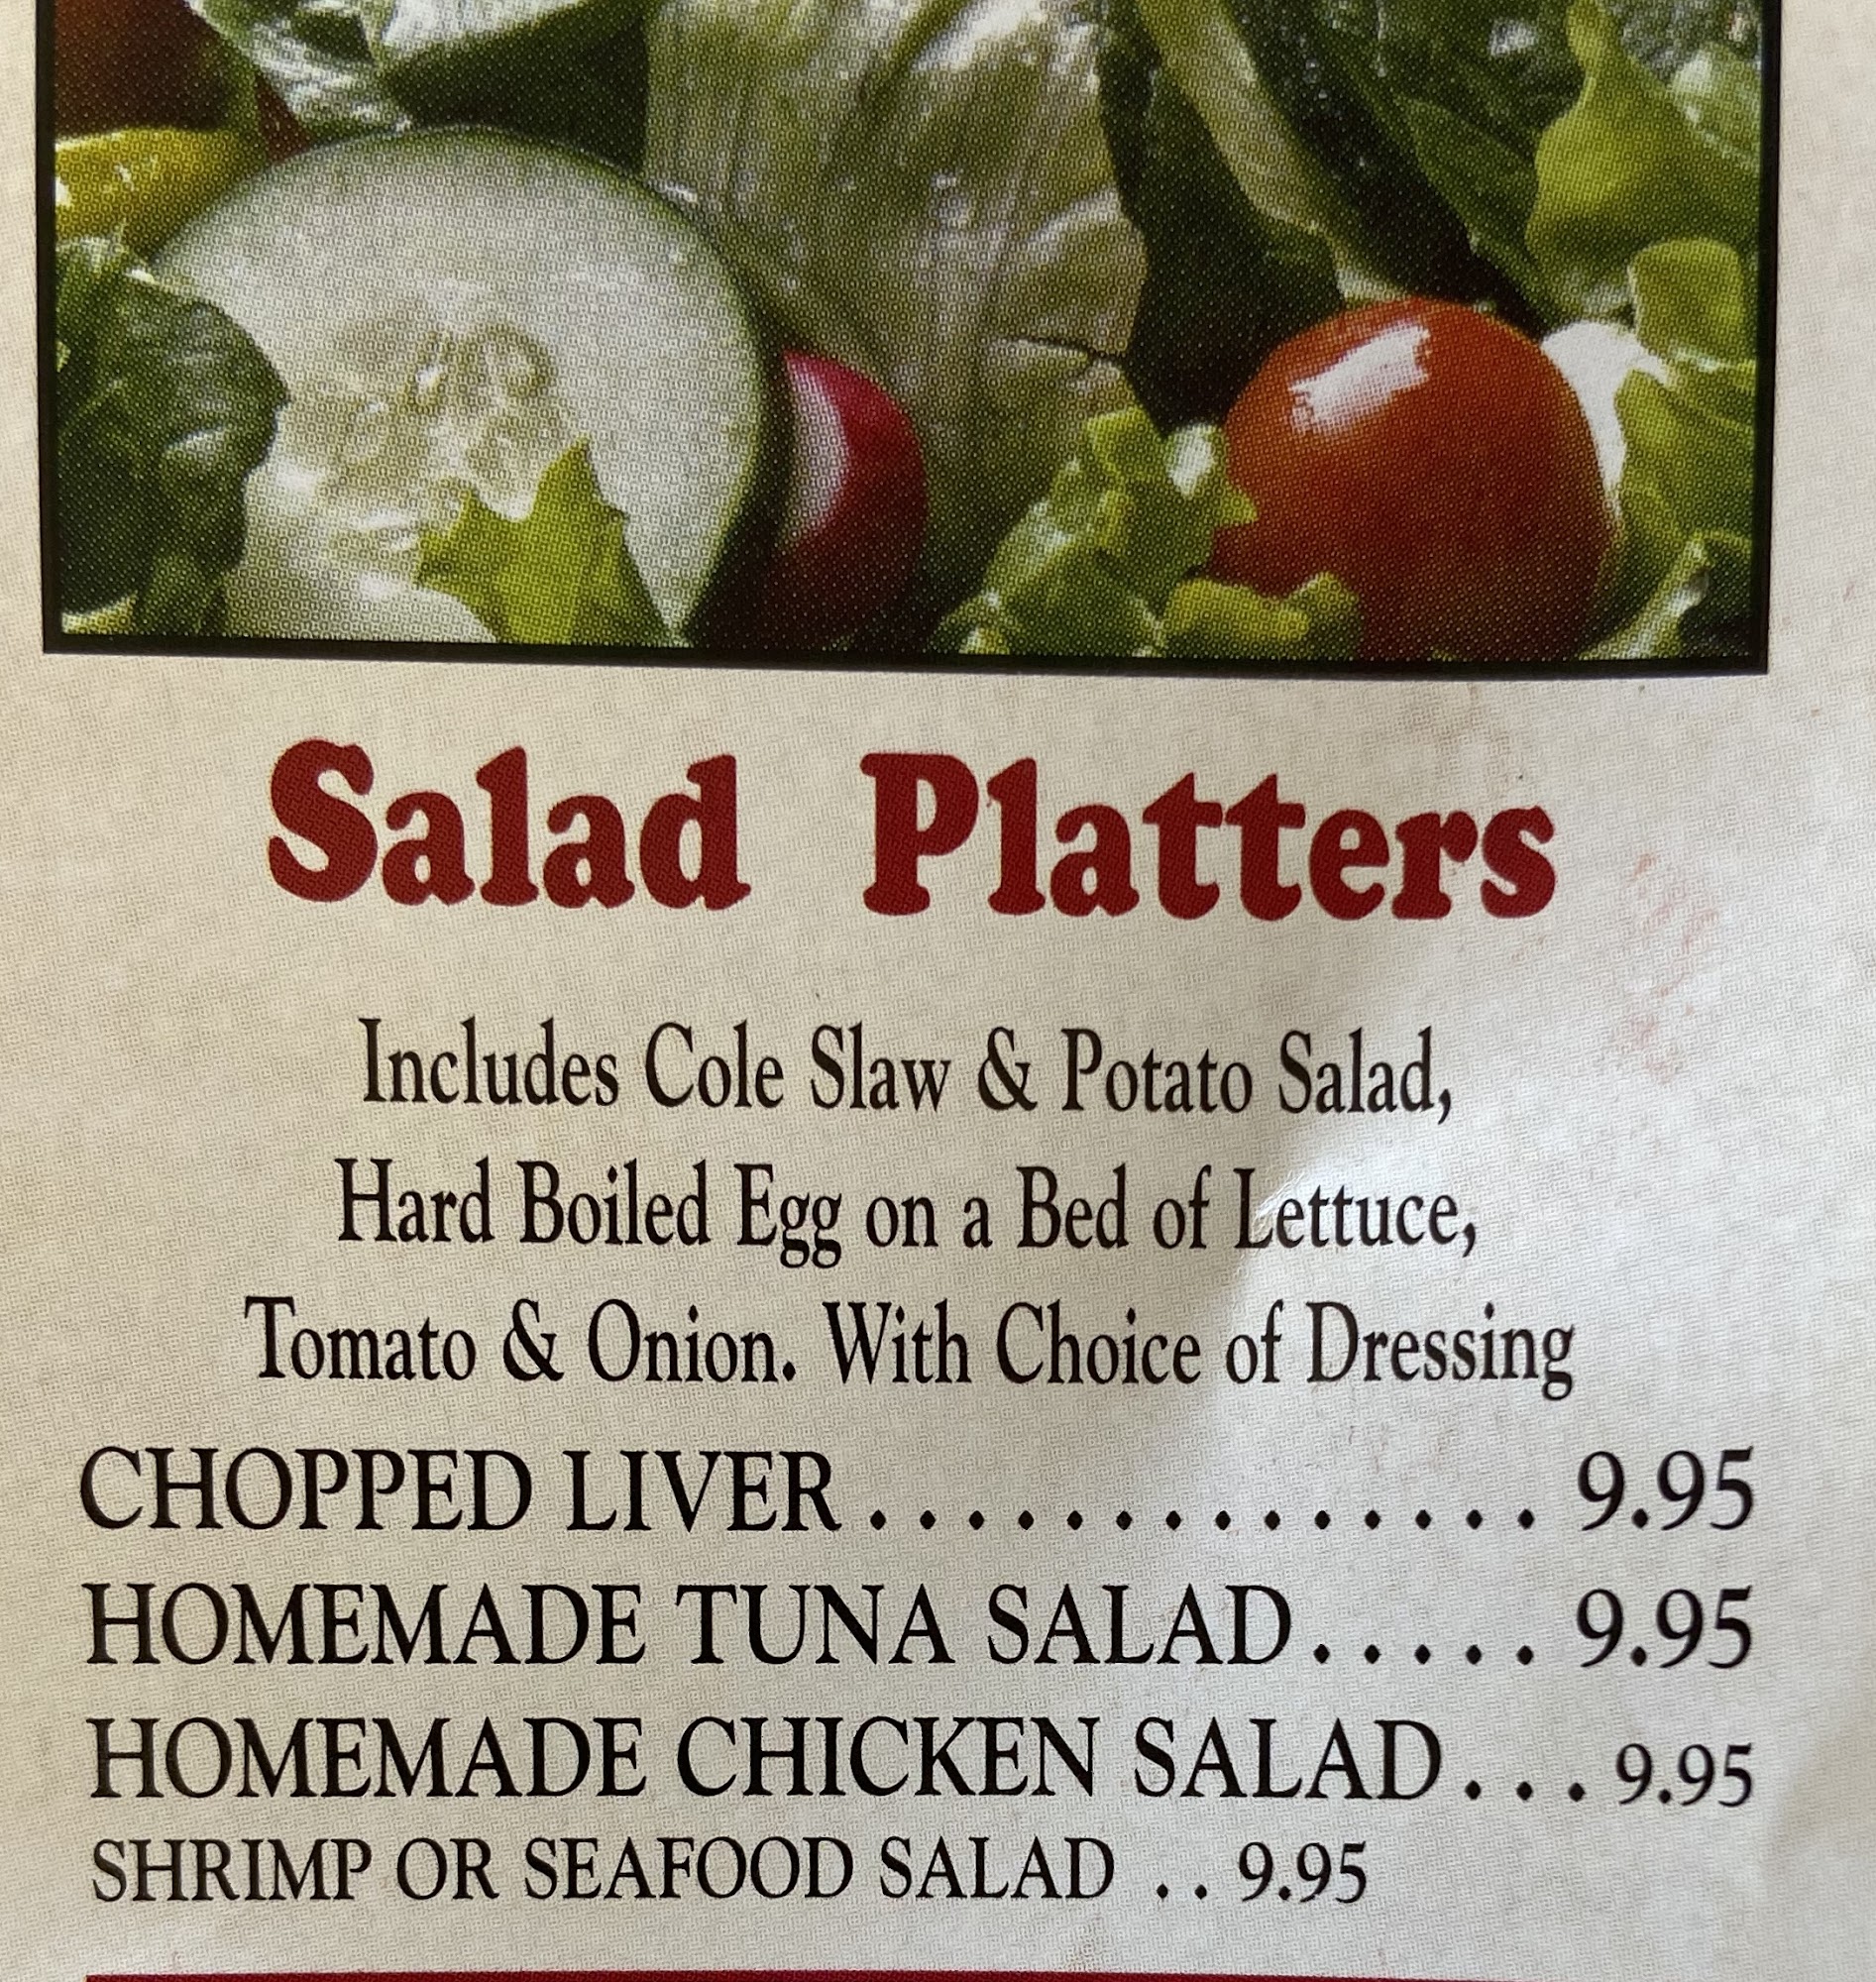 Salad Platters
Includes Cole Slaw & Potato Salad,
Hard Boiled Egg on a Bed of Lettuce,
Tomato & Onion. With Choice of Dressing
CHOPPED LIVER . . . . . . . . . . . . . . 9.95
HOMEMADE TUNA SALAD . . . . . 9.95
HOMEMADE CHICKEN SALAD . . . 9.95
SHRIMP OR SEAFOOD SALAD . . 9.95